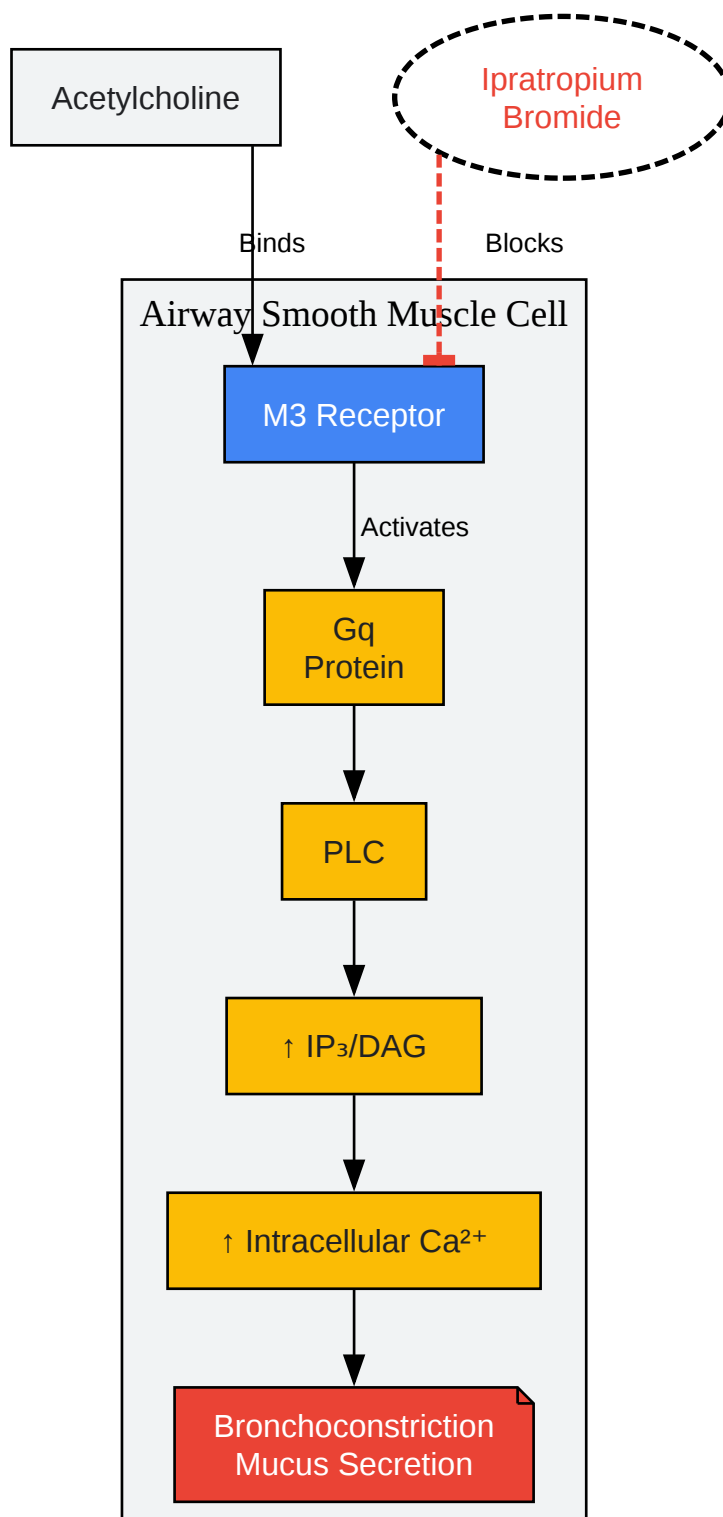 Acetylcholine
Ipratropium
Bromide
Binds
Blocks
Airway Smooth Muscle Cell
M3 Receptor
Activates
Gq
Protein
PLC
↑ IP₃/DAG
↑ Intracellular Ca²⁺
Bronchoconstriction
Mucus Secretion